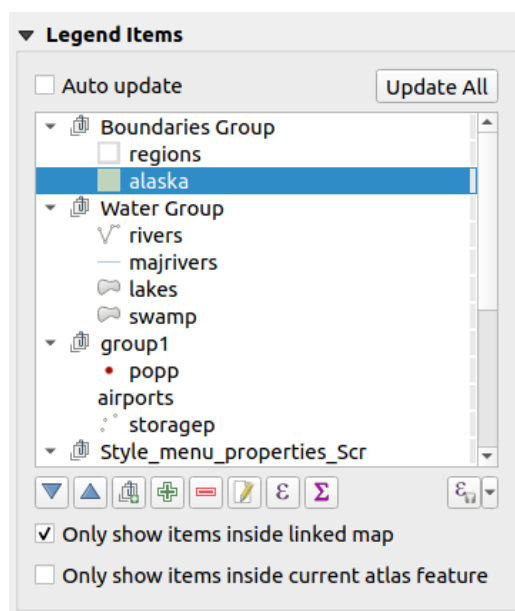 Legend Items
Auto update
Update All
Boundaries Group
regions
alaska
Water Group
rivers
majrivers
lakes
swamp
group1
popp
airports
storagep
Style_menu_properties_Scr
ε Σ ε
Only show items inside linked map
Only show items inside current atlas feature